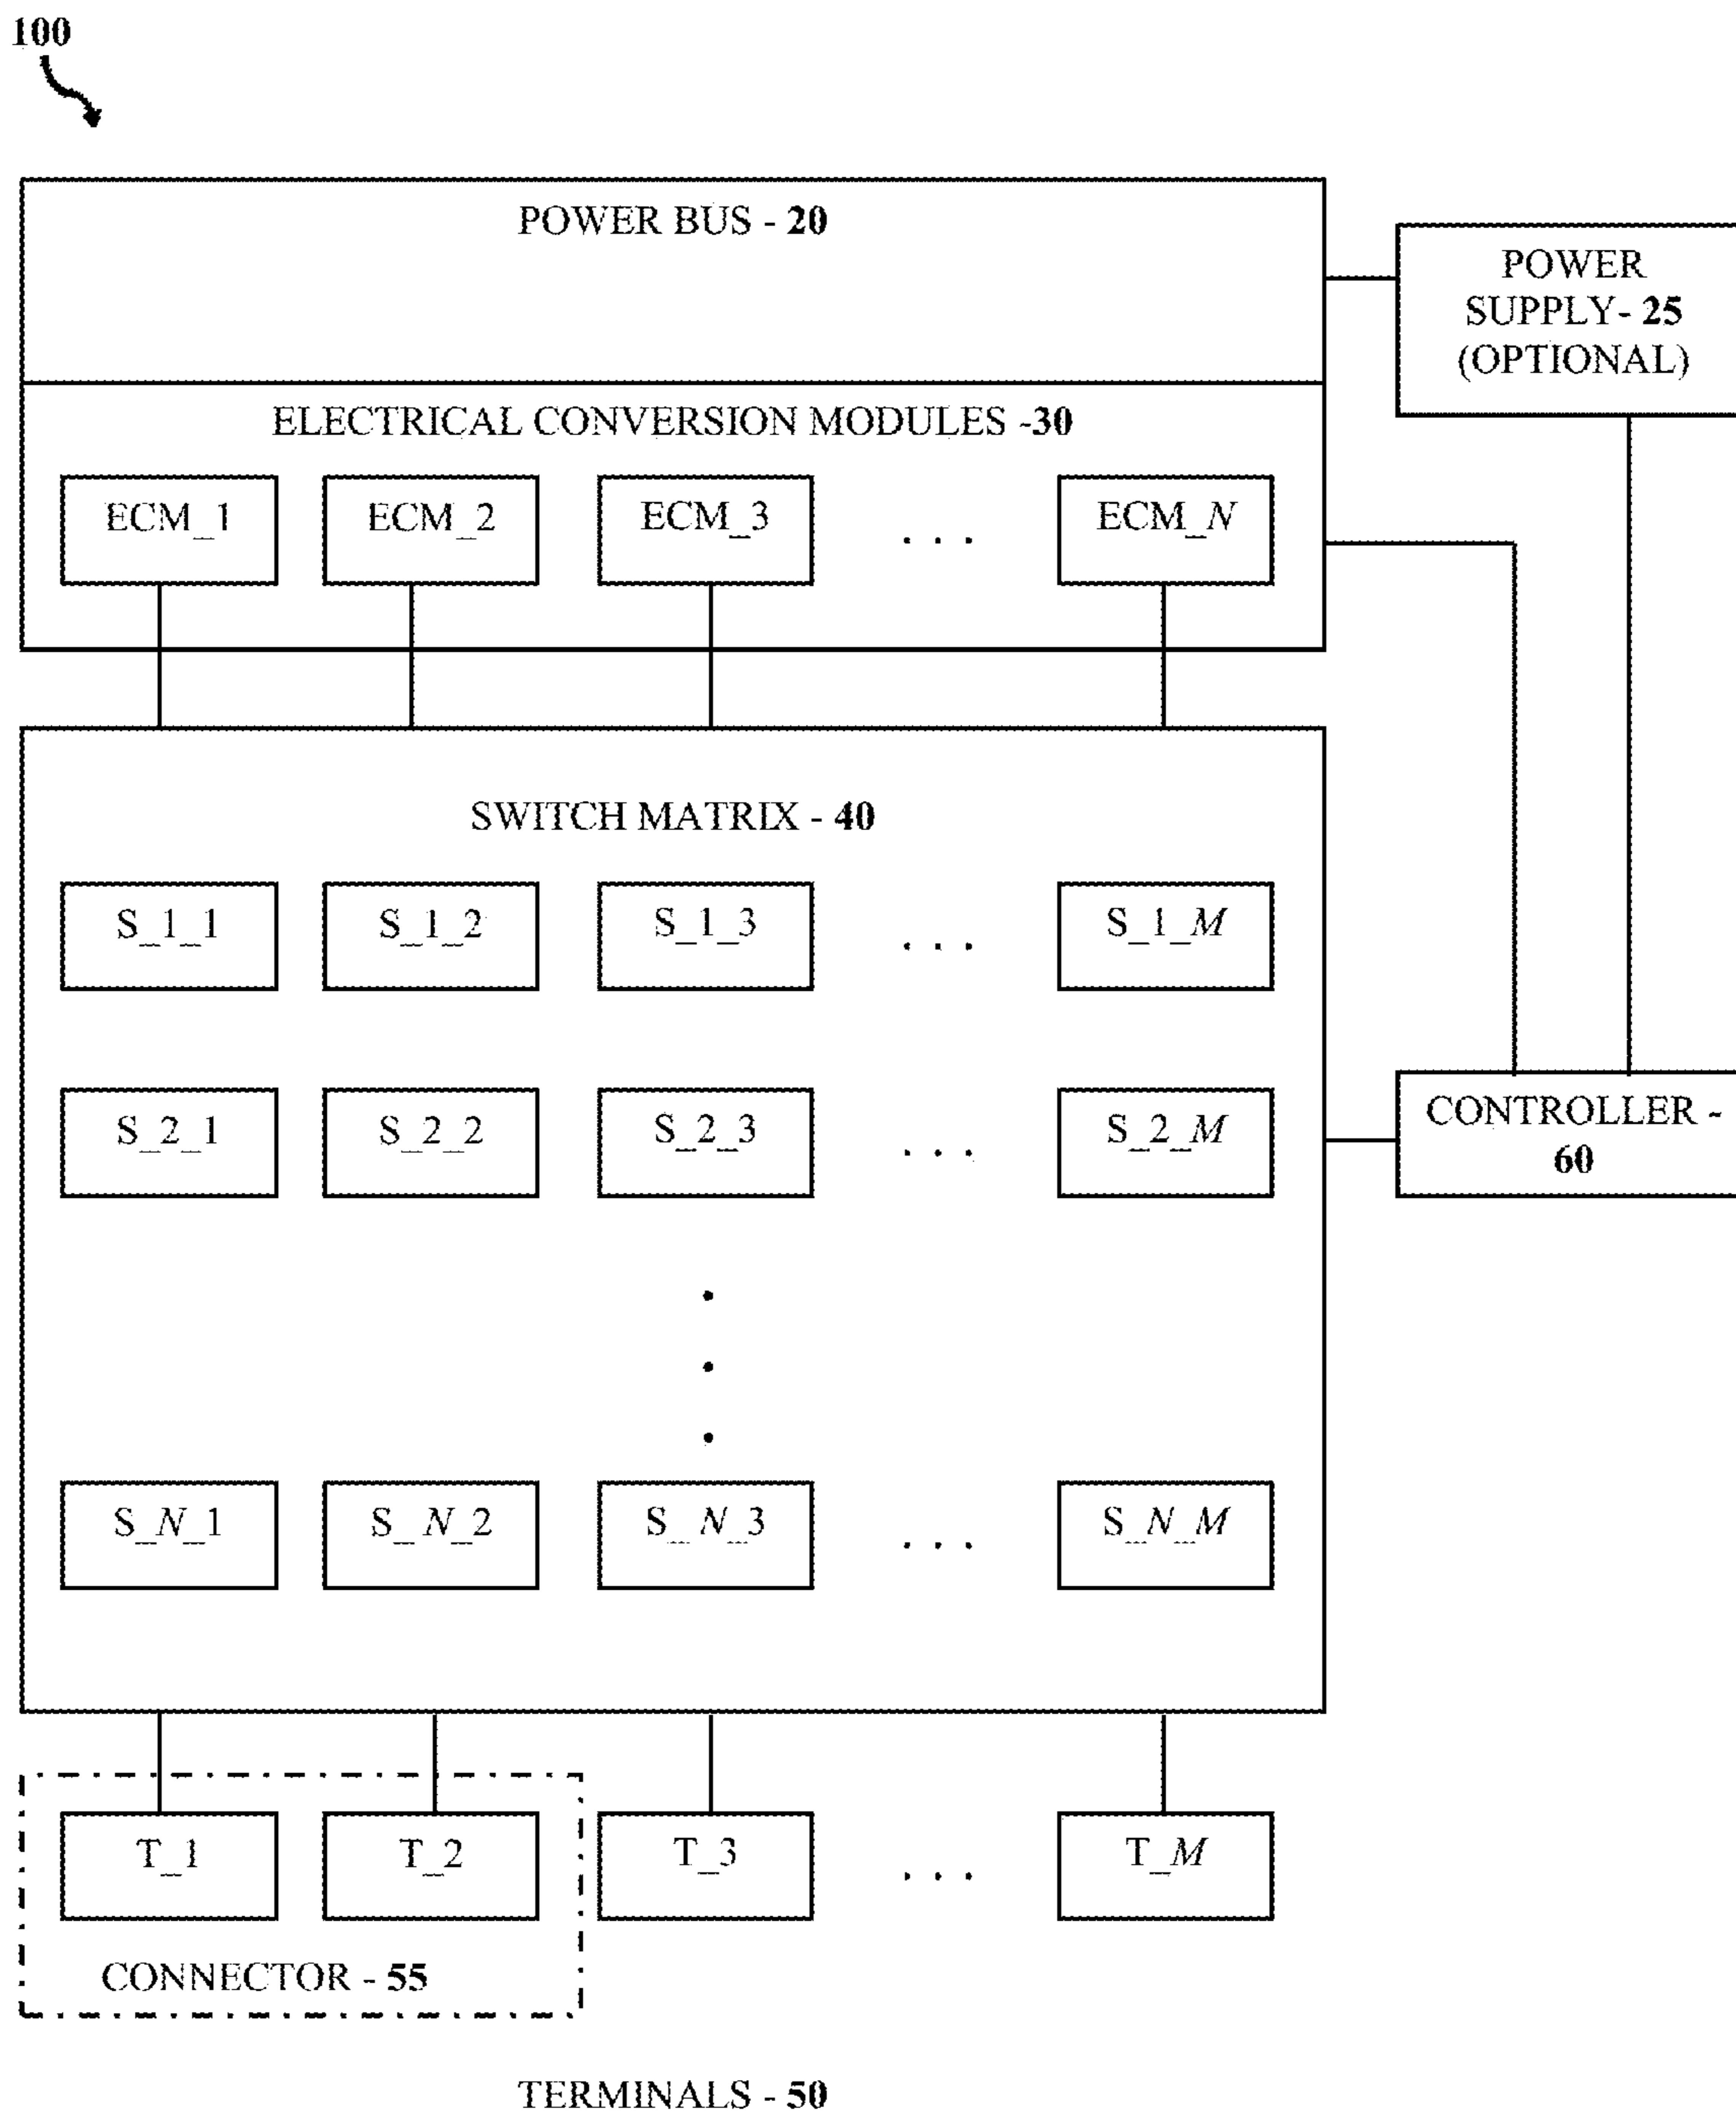 100
POWER BUS - 20
POWER
SUPPLY- 25
(OPTIONAL)
ELECTRICAL CONVERSION MODULES -30
ECM_1 ECM_2 ECM_3 . . . ECM_N
SWITCH MATRIX - 40
S_1_1 S_1_2 S_1_3 . . . S_1_M
S_2_1 S_2_2 S_2_3 . . . S_2_M
CONTROLLER -
60
S_N_1 S_N_2 S_N_3 . . . S_N_M
T_1 T_2 T_3 . . . T_M
CONNECTOR - 55
TERMINALS - 50